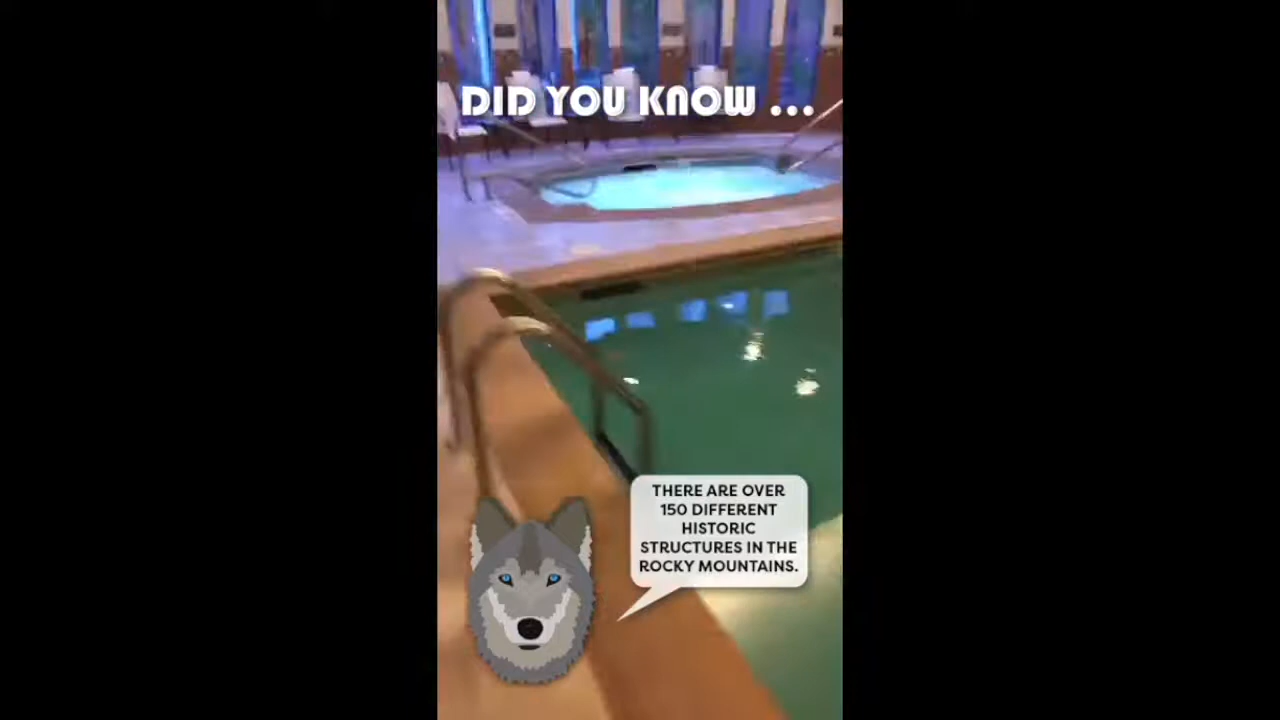 DID YOU KNOW ...
THERE ARE OVER
150 DIFFERENT
HISTORIC
STRUCTURES IN THE
ROCKY MOUNTAINS.